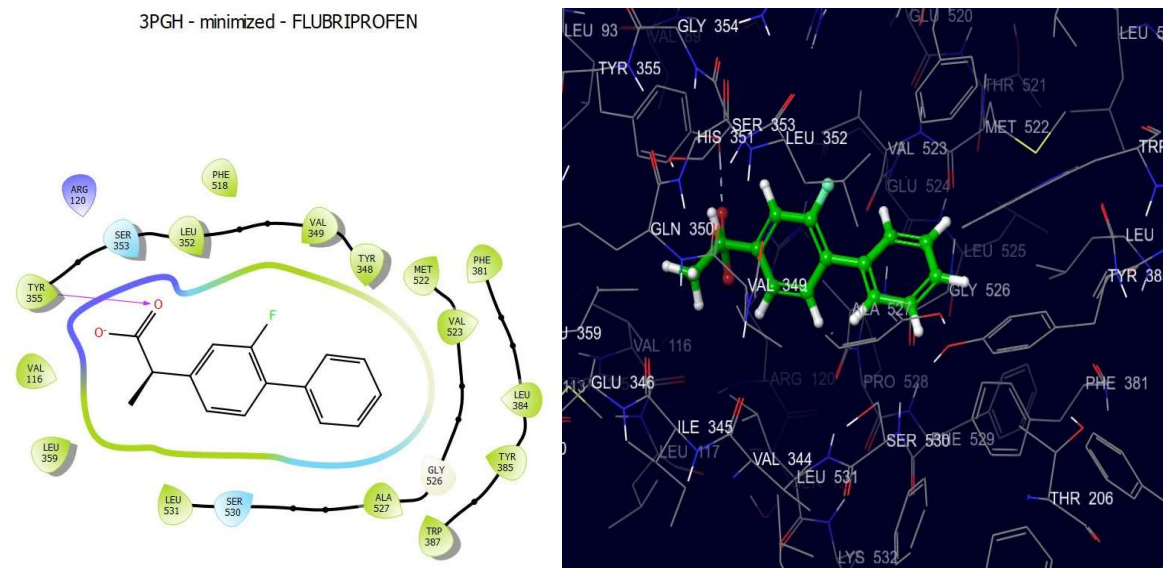 3PGH - minimized - FLUBRIPROFEN
ARG
120
PHE
518
SER
353
LEU
352
VAL
349
TYR
348
TYR
355
MET
522
PHE
381
VAL
523
O
O-
F
VAL
116
LEU
384
LEU
359
TYR
385
GLY
526
LEU
531
SER
530
ALA
527
TRP
387
LEU 93
GLY 354
GLU 520
TYR 355
THR 521
SER 353
MET 522
HIS 351
LEU 352
VAL 523
GLU 524
GLN 350
LEU 525
LEU
VAL 349
GLY 526
TYR 38
ALA 527
VAL 116
GLU 346
ARG 120
PRO 528
PHE 381
ILE 345
SER 530
LEU 117
VAL 344
LEU 531
THR 206
LYS 532